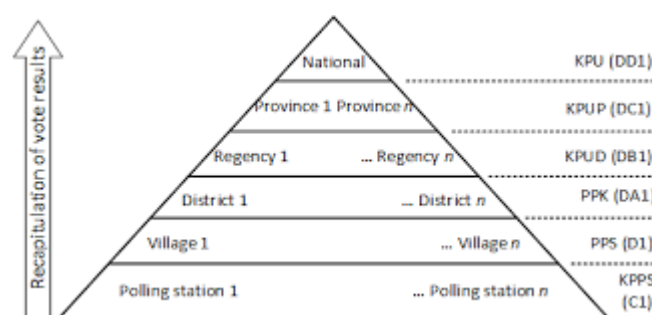 Recapitulation of vote results
National
KPU (DD1)
Province 1 Province n
KPUP (DC1)
Regency 1 ... Regency n
KPUD (DB1)
District 1 ... District n
PPK (DA1)
Village 1 ... Village n
PPS (D1)
Polling station 1 ... Polling station n
KPPS
(C1)